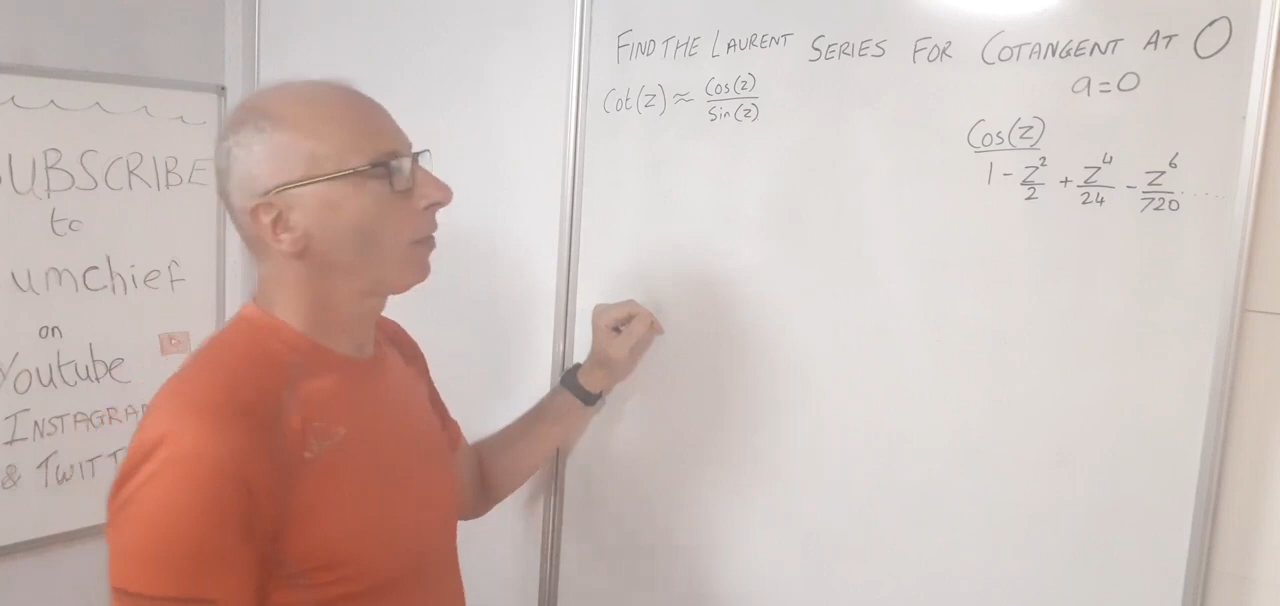 UBSCRIBE
to
umchief
on
Youtube
INSTAGRA
& TWITT
FIND THE LAURENT SERIES FOR COTANGENT AT 0
a=0
Cot(z) ≈ Cos(z)/Sin(z)
Cos(z)
1 - z²/2 + z⁴/24 - z⁶/720 ......